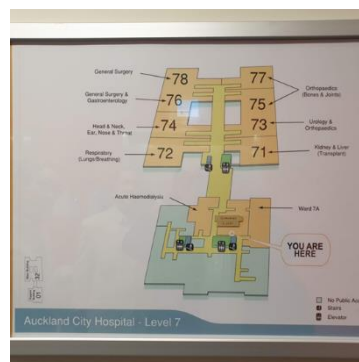 General Surgery
78
77
General Surgery &
Gastroenterology
76
75
Orthopaedics
(Bones & Joints)
Head & Neck,
Ear, Nose & Throat
74
73
Urology &
Orthopaedics
Respiratory
(Lungs/Breathing)
72
71
Kidney & Liver
(Transplant)
Acute Haemodialysis
Ward 7A
YOU ARE
HERE
No Public
Stairs
Elevator
Auckland City Hospital - Level 7